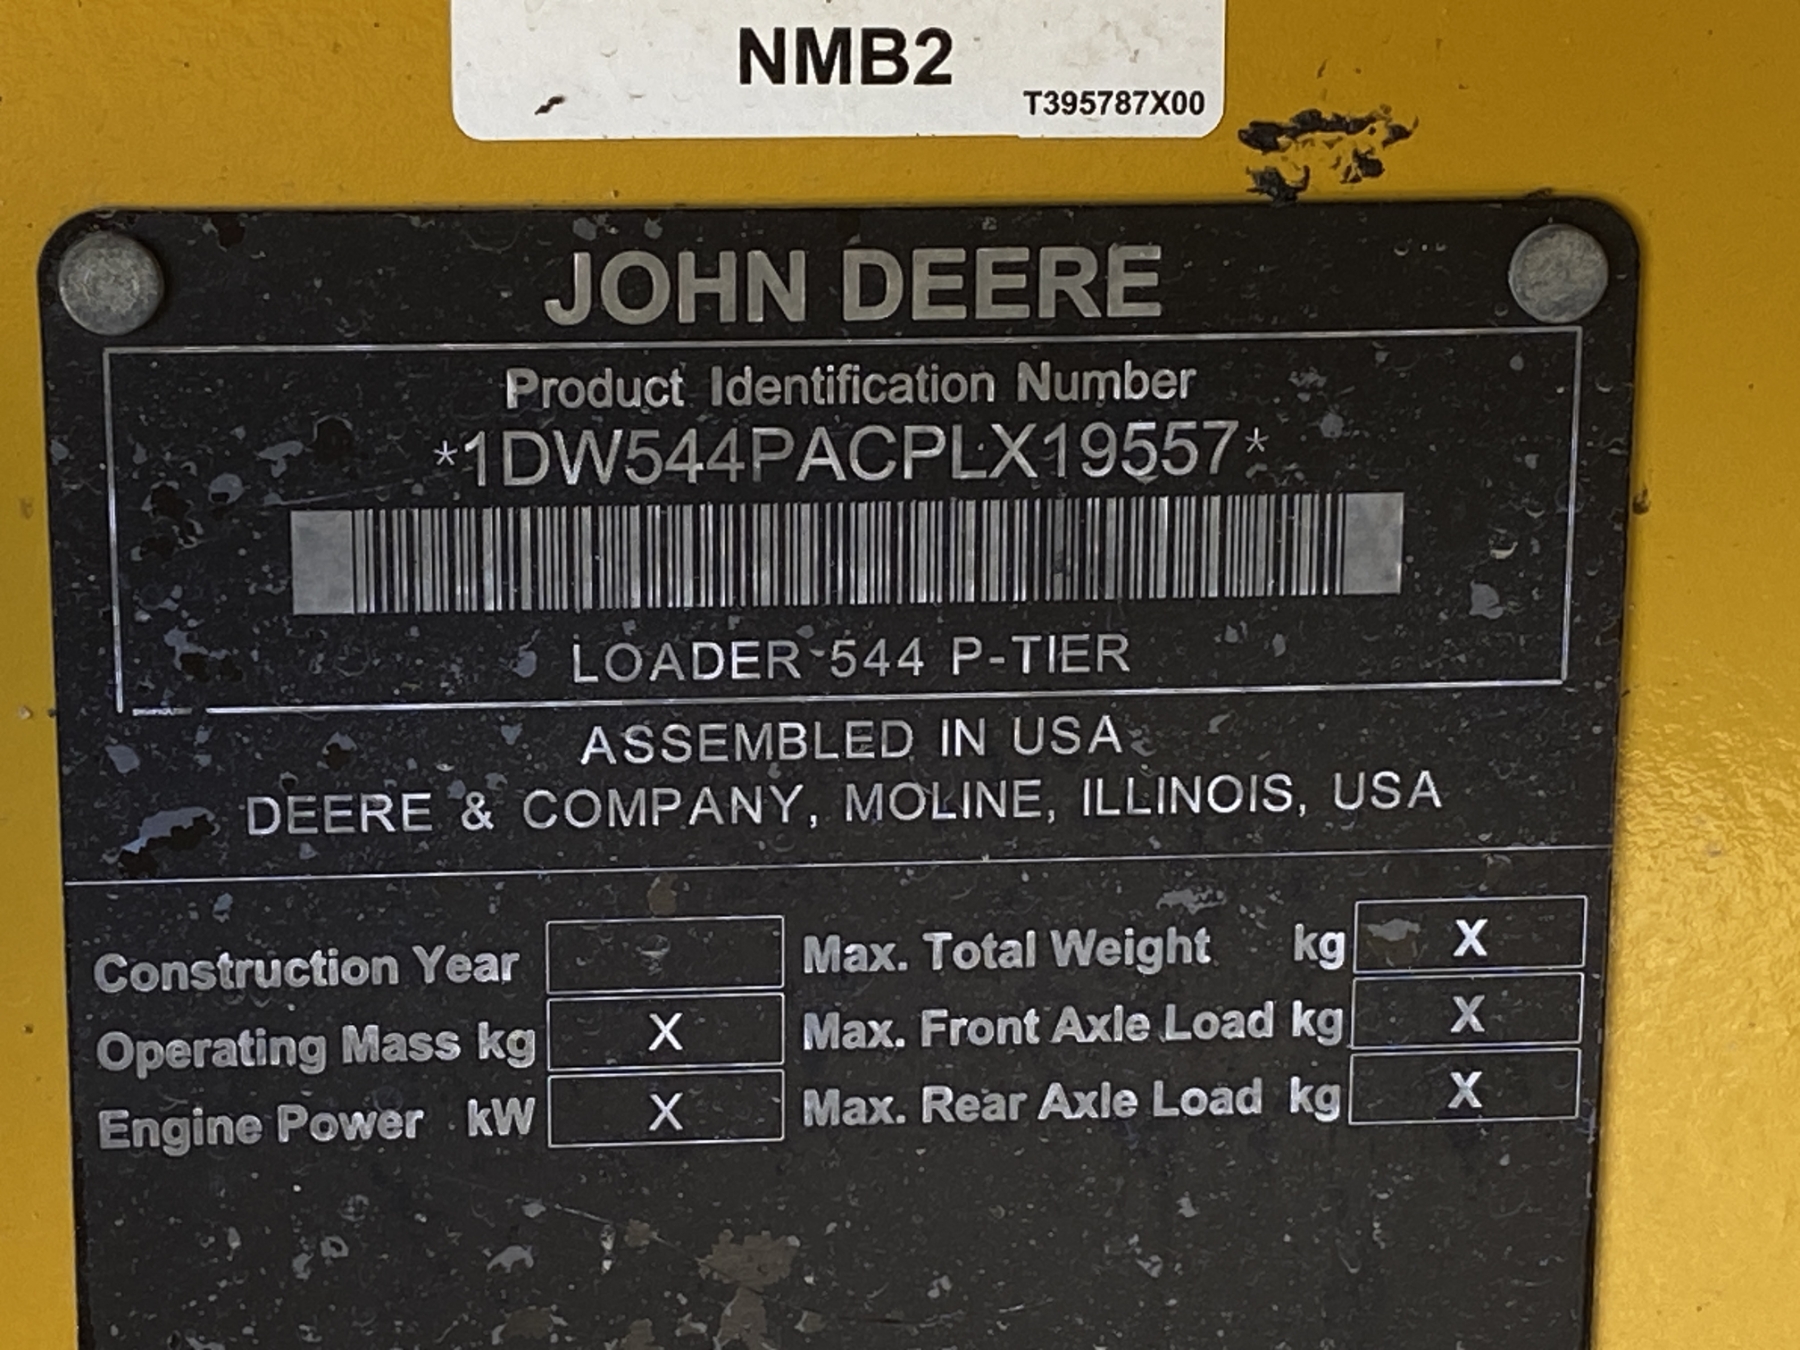 NMB2
T395787X00
JOHN DEERE
Product Identification Number
*1DW544PACPLX19557*
LOADER 544 P-TIER
ASSEMBLED IN USA
DEERE & COMPANY, MOLINE, ILLINOIS, USA
Construction Year
Max. Total Weight kg X
Operating Mass kg X
Max. Front Axle Load kg X
Engine Power kW X
Max. Rear Axle Load kg X